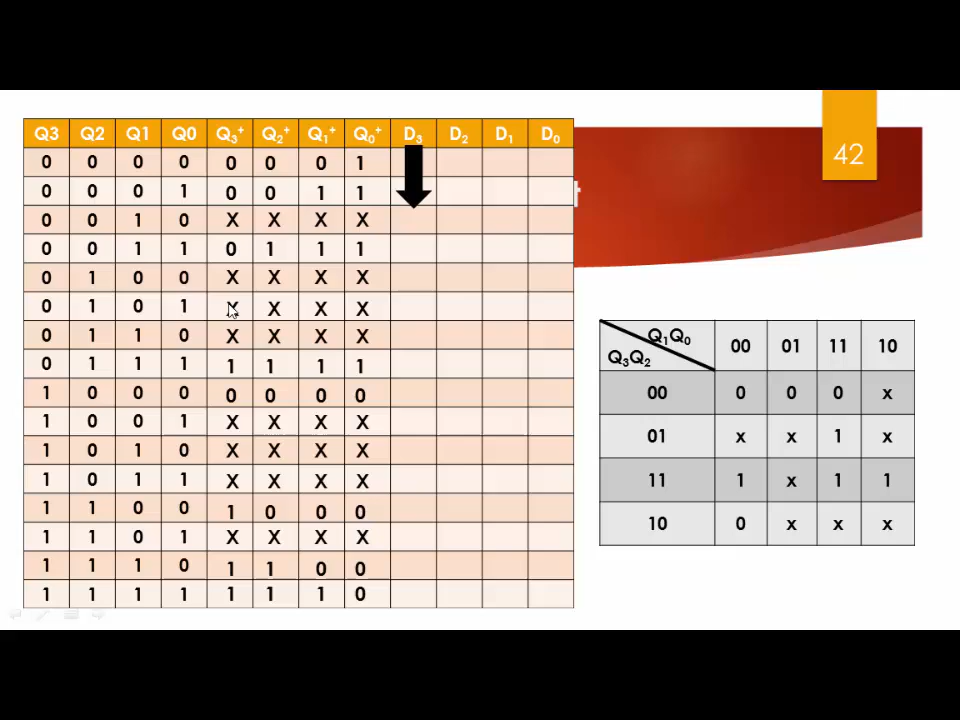 Q3 Q2 Q1 Q0 Q₃⁺ Q₂⁺ Q₁⁺ Q₀⁺ D₃ D₂ D₁ D₀
0 0 0 0 0 0 0 1
0 0 0 1 0 0 1 1
0 0 1 0 X X X X
0 0 1 1 0 1 1 1
0 1 0 0 X X X X
0 1 0 1 X X X X
0 1 1 0 X X X X
0 1 1 1 1 1 1 1
1 0 0 0 0 0 0 0
1 0 0 1 X X X X
1 0 1 0 X X X X
1 0 1 1 X X X X
1 1 0 0 1 0 0 0
1 1 0 1 X X X X
1 1 1 0 1 1 0 0
1 1 1 1 1 1 1 0
42
t
Q₁Q₀
Q₃Q₂ 00 01 11 10
00 0 0 0 x
01 x x 1 x
11 1 x 1 1
10 0 x x x